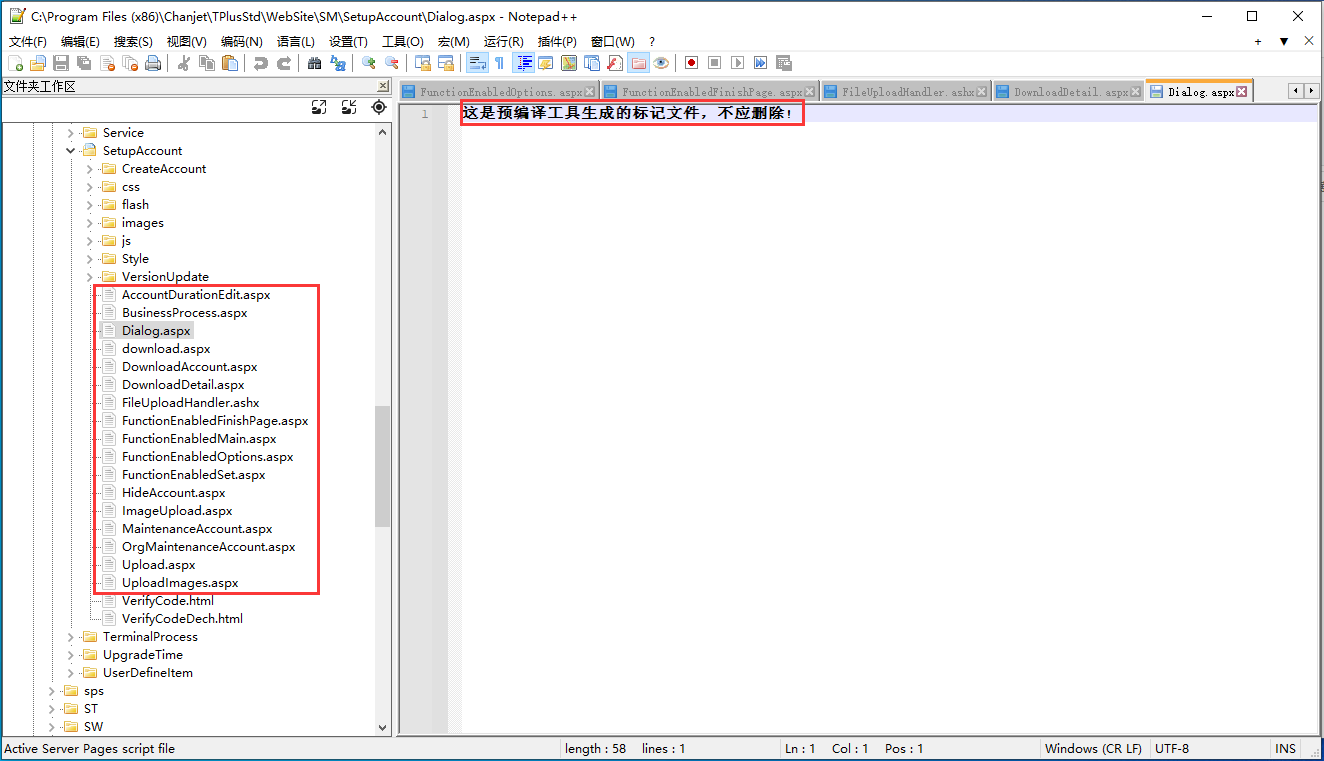 C:\Program Files (x86)\Chanjet\TPlusStd\WebSite\SM\SetupAccount\Dialog.aspx - Notepad++
文件(F) 编辑(E) 搜索(S) 视图(V) 编码(N) 语言(L) 设置(T) 工具(O) 宏(M) 运行(R) 插件(P) 窗口(W) ?
文件夹工作区
FunctionEnabledOptions.aspx FunctionEnabledFinishPage.aspx FileUploadHandler.ashx DownloadDetail.aspx Dialog.aspx
1 这是预编译工具生成的标记文件，不应删除!
Service
SetupAccount
CreateAccount
css
flash
images
js
Style
VersionUpdate
AccountDurationEdit.aspx
BusinessProcess.aspx
Dialog.aspx
download.aspx
DownloadAccount.aspx
DownloadDetail.aspx
FileUploadHandler.ashx
FunctionEnabledFinishPage.aspx
FunctionEnabledMain.aspx
FunctionEnabledOptions.aspx
FunctionEnabledSet.aspx
HideAccount.aspx
ImageUpload.aspx
MaintenanceAccount.aspx
OrgMaintenanceAccount.aspx
Upload.aspx
UploadImages.aspx
VerifyCode.html
VerifyCodeDech.html
TerminalProcess
UpgradeTime
UserDefineItem
sps
ST
SW
Active Server Pages script file length : 58 lines : 1 Ln : 1 Col : 1 Pos : 1 Windows (CR LF) UTF-8 INS